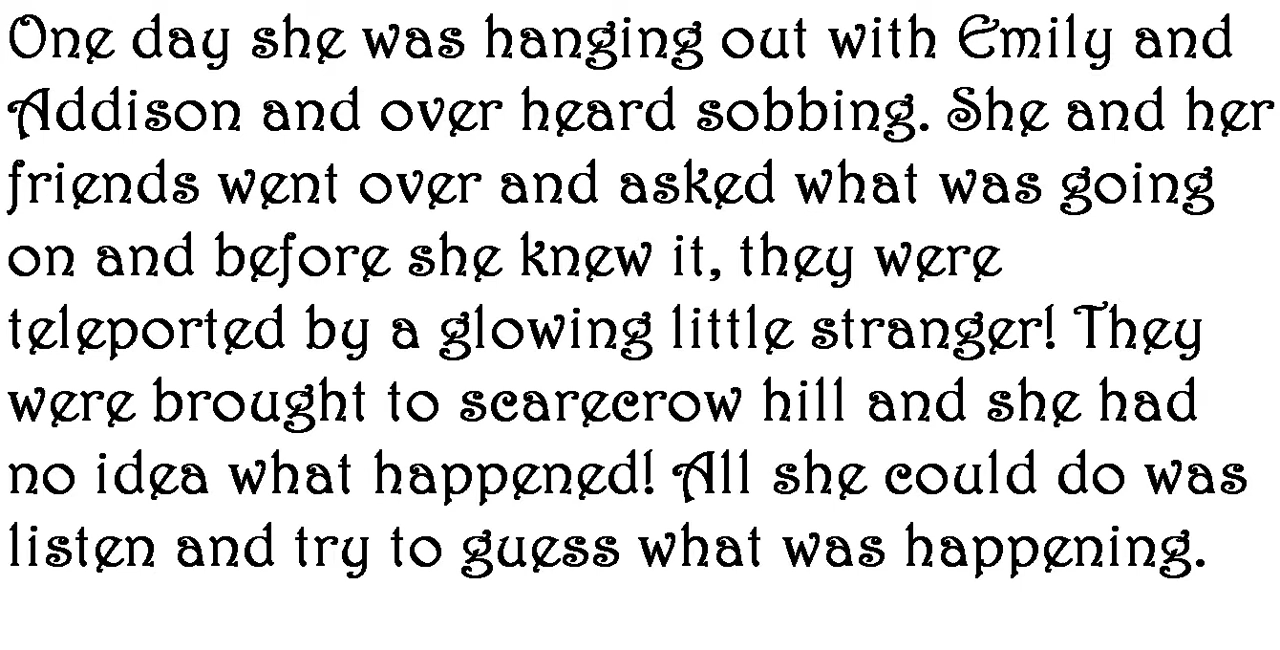 One day she was hanging out with Emily and
Addison and over heard sobbing. She and her
friends went over and asked what was going
on and before she knew it, they were
teleported by a glowing little stranger! They
were brought to scarecrow hill and she had
no idea what happened! All she could do was
listen and try to guess what was happening.